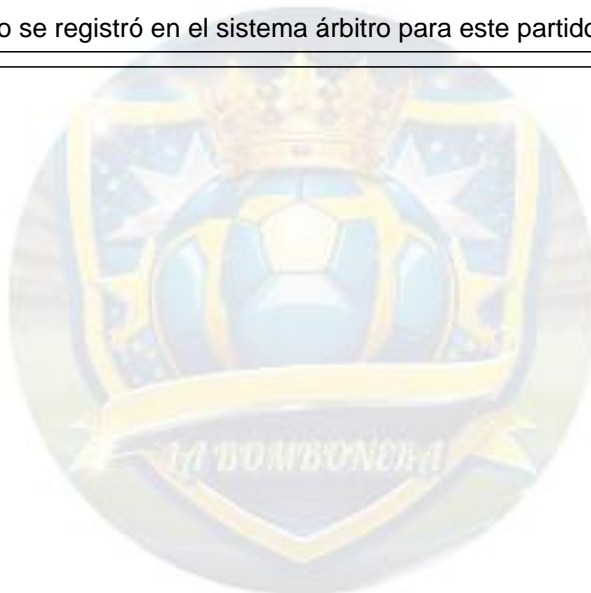 o se registró en el sistema árbitro para este partido
LA BOMBONERA